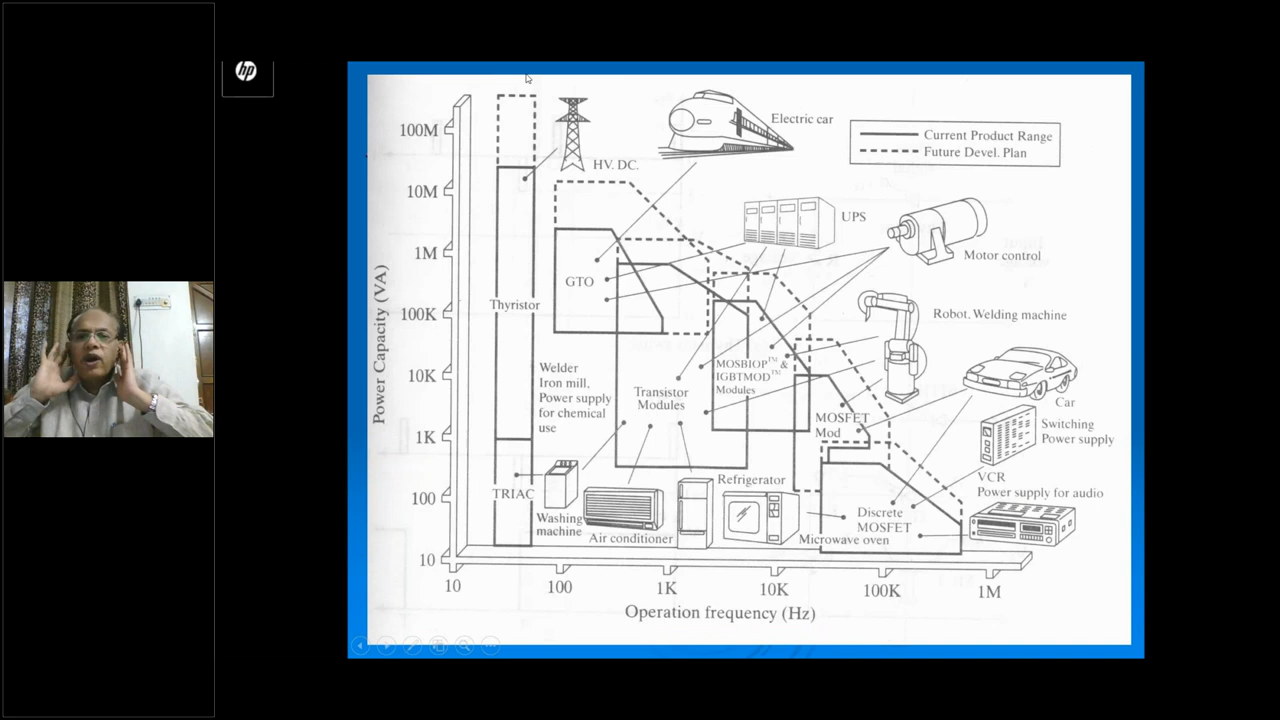 hp
Electric car
Current Product Range
Future Devel. Plan
HV. DC.
UPS
Motor control
Robot, Welding machine
Car
Switching
Power supply
VCR
Power supply for audio
GTO
Thyristor
Welder
Iron mill,
Power supply
for chemical
use
Transistor
Modules
MOSBIOP™ &
IGBTMOD™
Modules
MOSFET
Mod
TRIAC
Washing
machine
Air conditioner
Refrigerator
Microwave oven
Discrete
MOSFET
Power Capacity (VA)
100M
10M
1M
100K
10K
1K
100
10
10
100
1K
10K
100K
1M
Operation frequency (Hz)